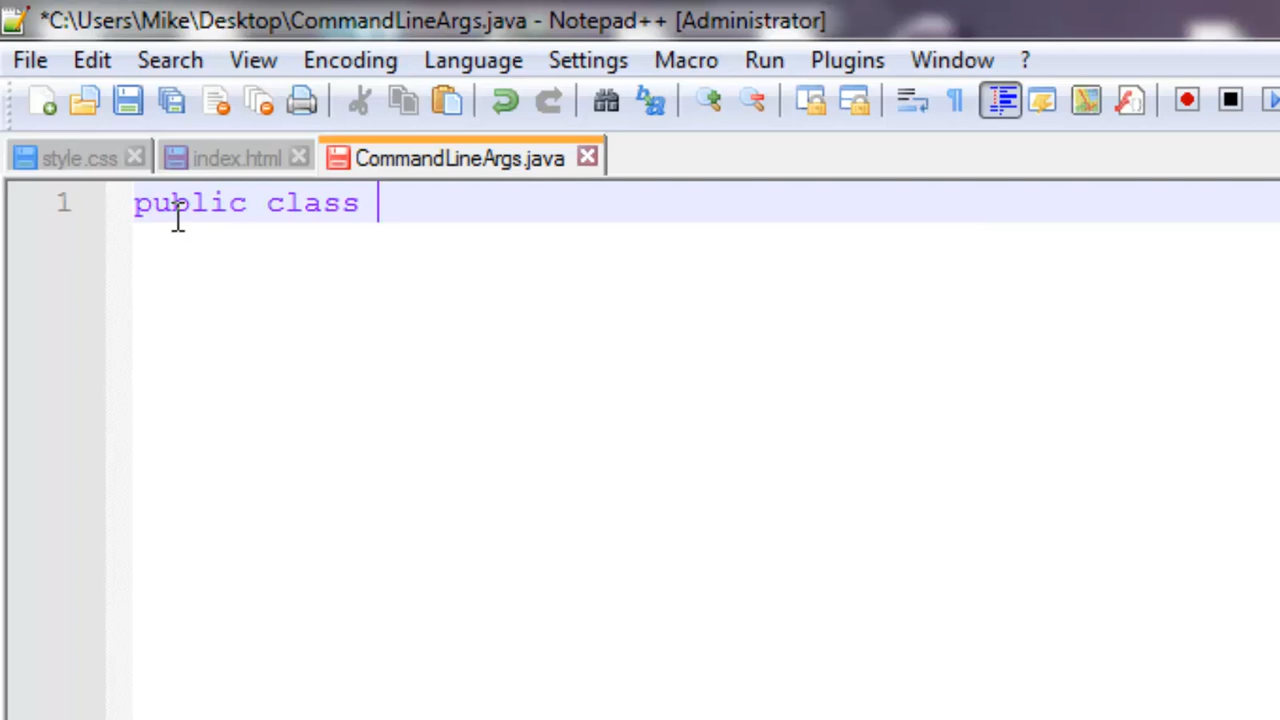 *C:\Users\Mike\Desktop\CommandLineArgs.java - Notepad++ [Administrator]
File Edit Search View Encoding Language Settings Macro Run Plugins Window ?
style.css index.html CommandLineArgs.java
1 public class